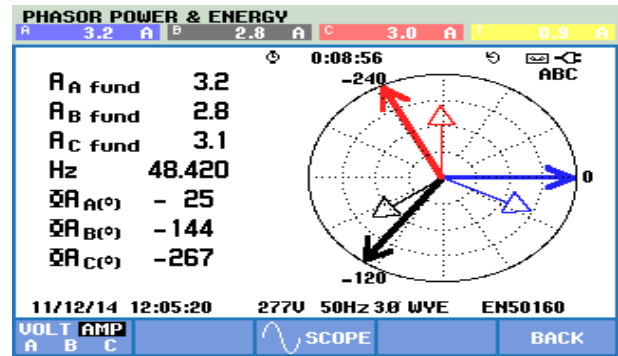 PHASOR POWER & ENERGY
A 3.2 A B 2.8 A C 3.0 A T 0.9 A
0:08:56
ABC
A A fund 3.2
A B fund 2.8
A C fund 3.1
Hz 48.420
ΦA A(°) - 25
ΦA B(°) -144
ΦA C(°) -267
-240
0
-120
11/12/14 12:05:20 277V 50Hz 3Ø WYE EN50160
VOLT AMP
A B C
SCOPE
BACK